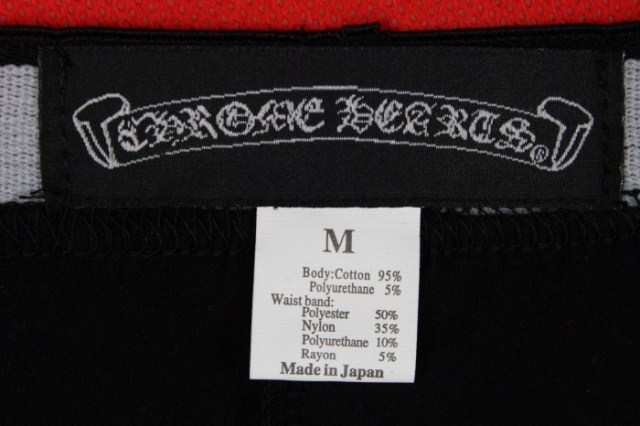 CHROME HEARTS®
M
Body:Cotton 95%
Polyurethane 5%
Waist band:
Polyester 50%
Nylon 35%
Polyurethane 10%
Rayon 5%
Made in Japan